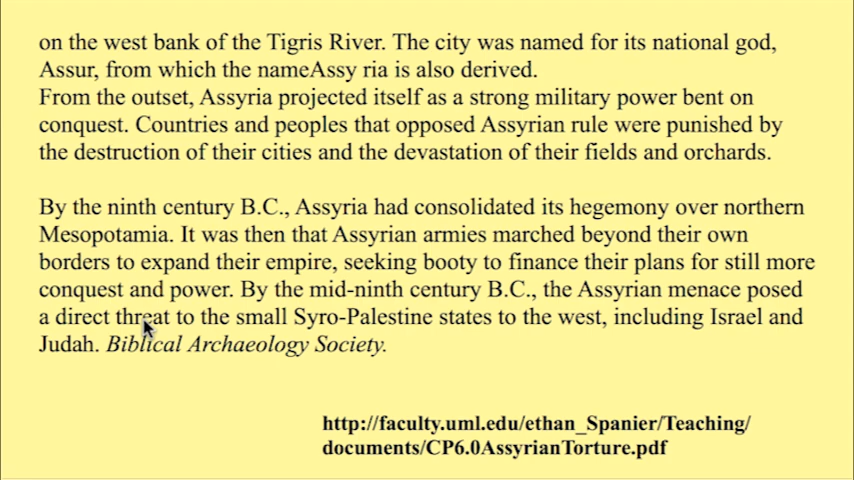 on the west bank of the Tigris River. The city was named for its national god,
Assur, from which the nameAssy ria is also derived.
From the outset, Assyria projected itself as a strong military power bent on
conquest. Countries and peoples that opposed Assyrian rule were punished by
the destruction of their cities and the devastation of their fields and orchards.
By the ninth century B.C., Assyria had consolidated its hegemony over northern
Mesopotamia. It was then that Assyrian armies marched beyond their own
borders to expand their empire, seeking booty to finance their plans for still more
conquest and power. By the mid-ninth century B.C., the Assyrian menace posed
a direct threat to the small Syro-Palestine states to the west, including Israel and
Judah. Biblical Archaeology Society.
http://faculty.uml.edu/ethan_Spanier/Teaching/
documents/CP6.0AssyrianTorture.pdf